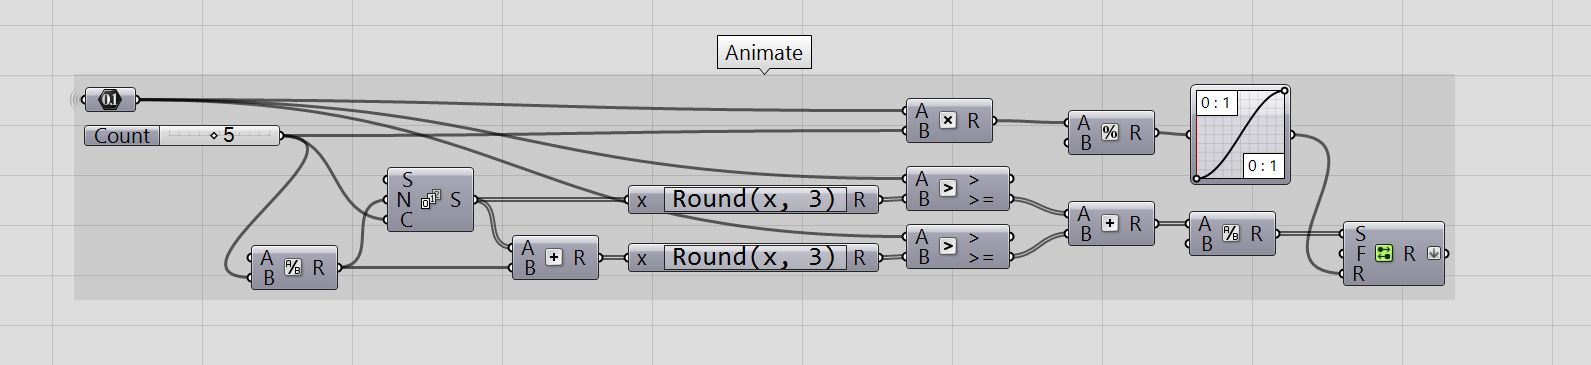 Animate
0.1
Count 5
A B R
S N C S
A B R
x Round(x, 3) R
x Round(x, 3) R
A B × R
A B > > >=
A B > > >=
A B % R
0 : 1
0 : 1
A B + R
A B A/B R
S F R R
A B A/B R